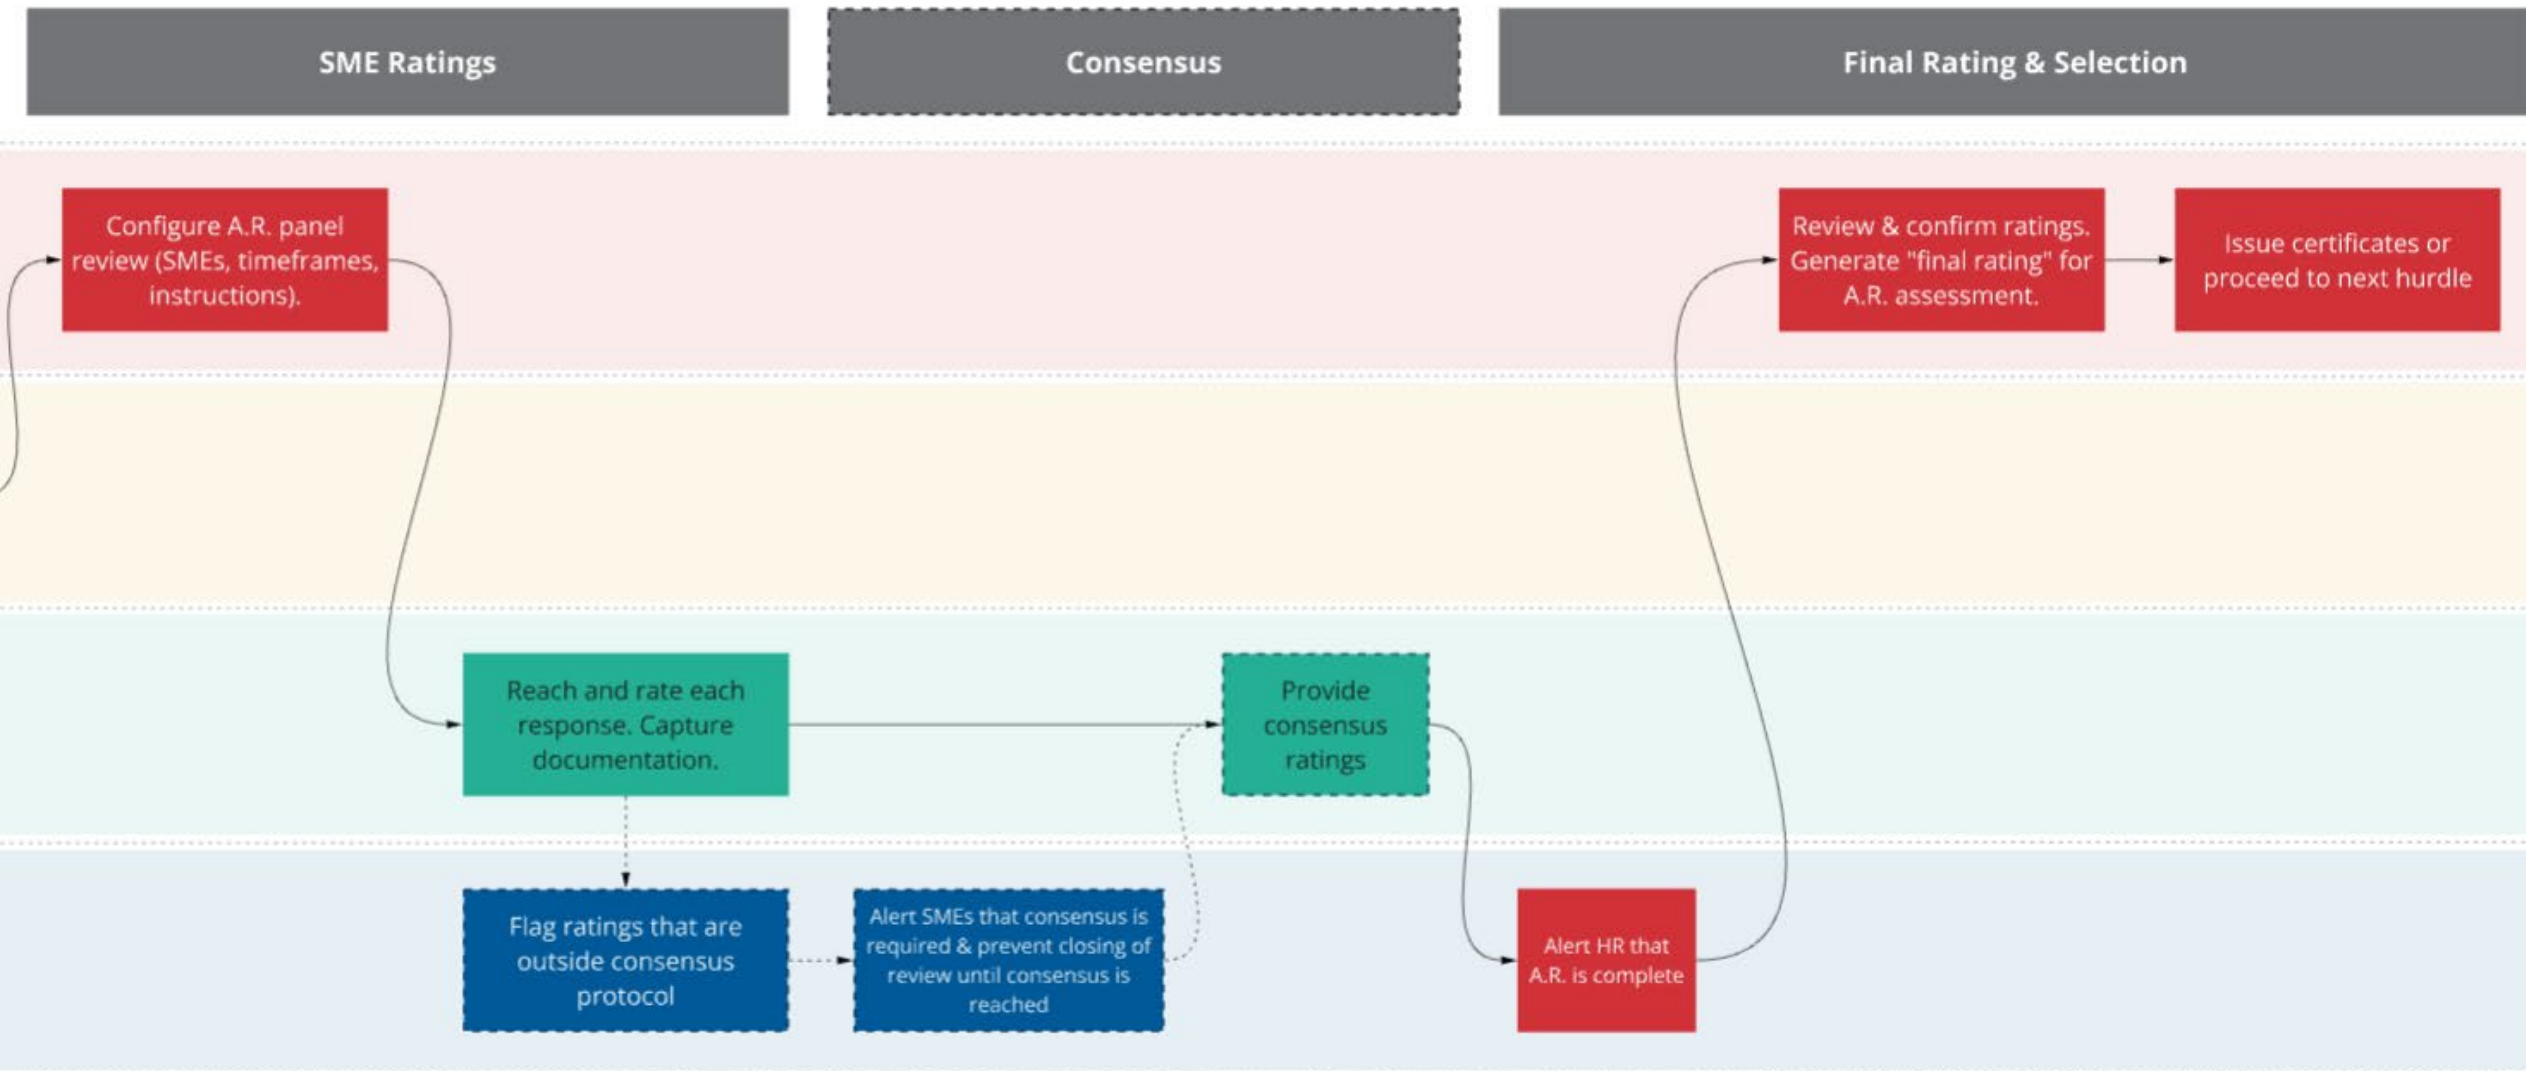 SME Ratings
Consensus
Final Rating & Selection
Configure A.R. panel
review (SMEs, timeframes,
instructions).
Review & confirm ratings.
Generate "final rating" for
A.R. assessment.
Issue certificates or
proceed to next hurdle
Reach and rate each
response. Capture
documentation.
Provide
consensus
ratings
Flag ratings that are
outside consensus
protocol
Alert SMEs that consensus is
required & prevent closing of
review until consensus is
reached
Alert HR that
A.R. is complete